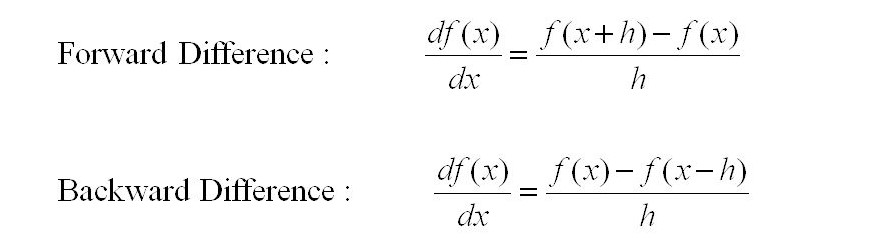 Forward Difference : df(x)/dx = f(x+h)− f(x)/h
Backward Difference : df(x)/dx = f(x)− f(x−h)/h